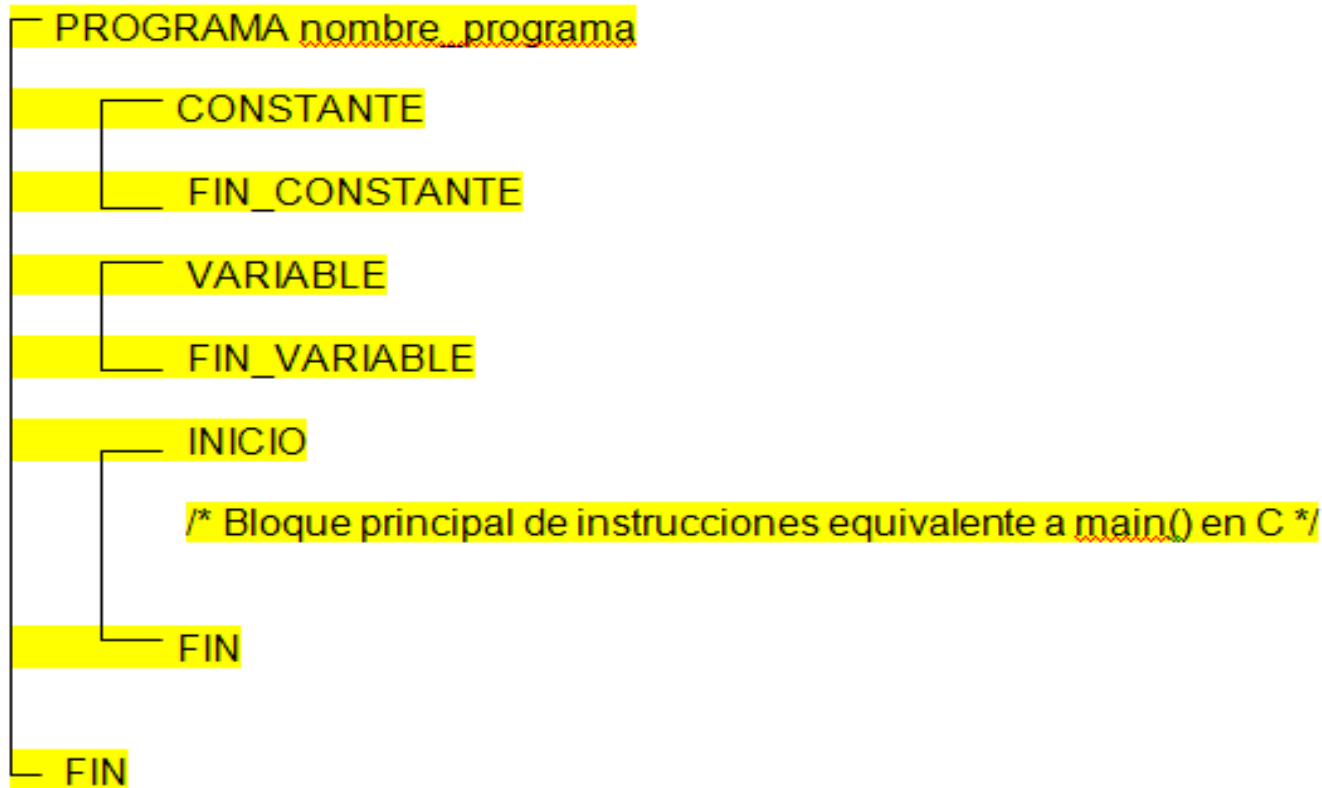 PROGRAMA nombre_programa
CONSTANTE
FIN_CONSTANTE
VARIABLE
FIN_VARIABLE
INICIO
/* Bloque principal de instrucciones equivalente a main() en C */
FIN
FIN